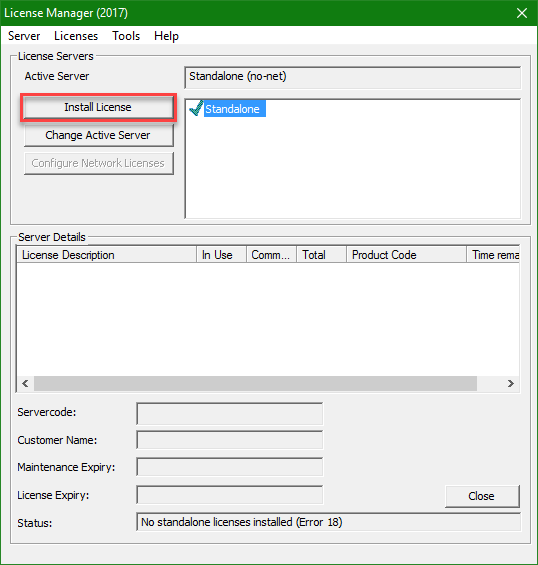 License Manager (2017)
Server Licenses Tools Help
License Servers
Active Server Standalone (no-net)
Install License
Standalone
Change Active Server
Configure Network Licenses
Server Details
License Description In Use Comm... Total Product Code Time rema
Servercode:
Customer Name:
Maintenance Expiry:
License Expiry:
Close
Status: No standalone licenses installed (Error 18)